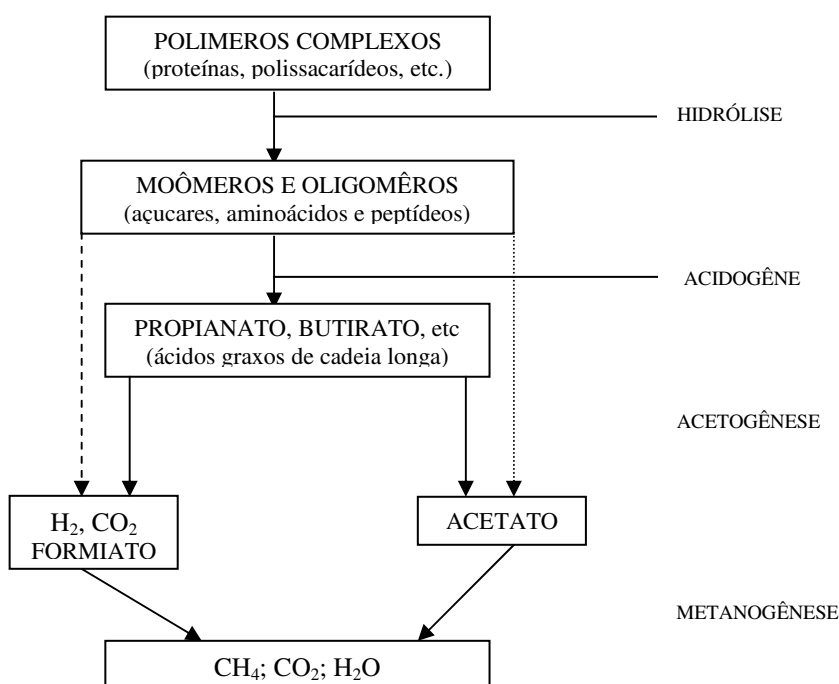 POLIMEROS COMPLEXOS
(proteínas, polissacarídeos, etc.)
HIDRÓLISE
MOÔMEROS E OLIGOMÊROS
(açucares, aminoácidos e peptídeos)
ACIDOGÊNE
PROPIANATO, BUTIRATO, etc
(ácidos graxos de cadeia longa)
ACETOGÊNESE
H₂, CO₂
FORMIATO
ACETATO
METANOGÊNESE
CH₄; CO₂; H₂O